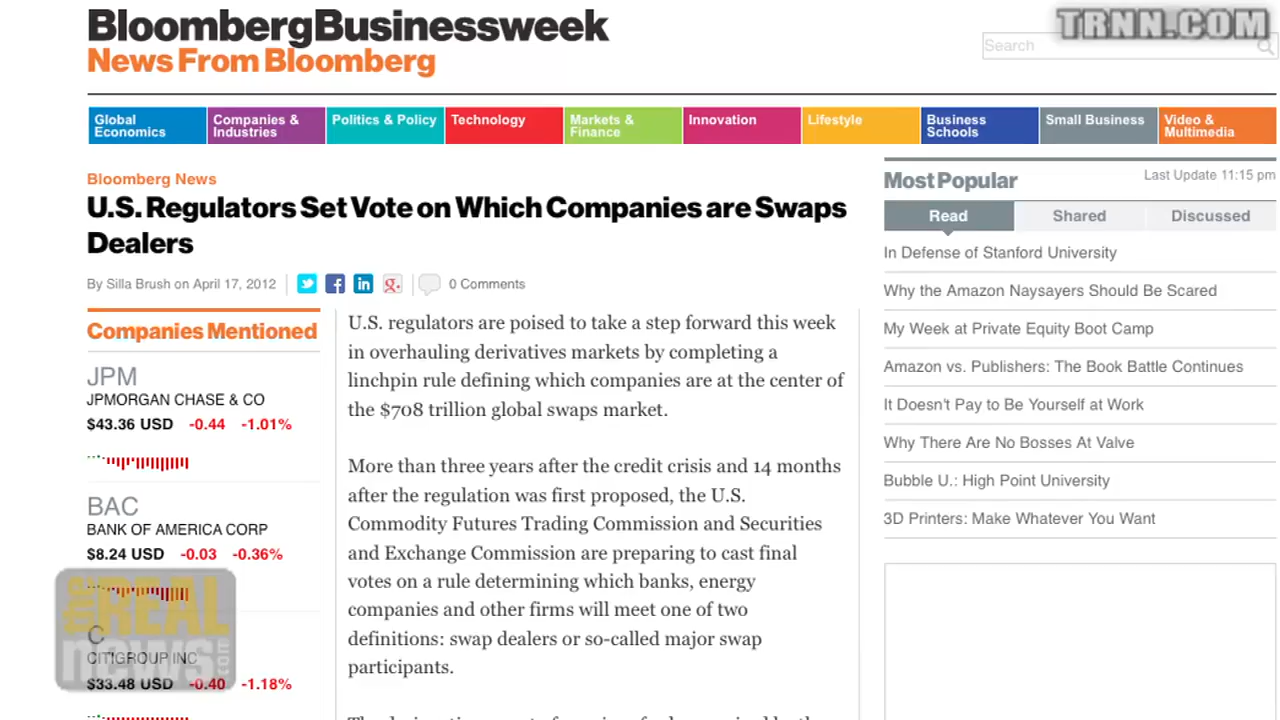 BloombergBusinessweek
News From Bloomberg
TRNN.COM
Search
Global
Economics
Companies &
Industries
Politics & Policy
Technology
Markets &
Finance
Innovation
Lifestyle
Business
Schools
Small Business
Video &
Multimedia
Bloomberg News
U.S. Regulators Set Vote on Which Companies are Swaps
Dealers
By Silla Brush on April 17, 2012
0 Comments
Companies Mentioned
JPM
JPMORGAN CHASE & CO
$43.36 USD -0.44 -1.01%
BAC
BANK OF AMERICA CORP
$8.24 USD -0.03 -0.36%
C
CITIGROUP INC
$33.48 USD -0.40 -1.18%
the REAL
news.com
U.S. regulators are poised to take a step forward this week
in overhauling derivatives markets by completing a
linchpin rule defining which companies are at the center of
the $708 trillion global swaps market.
More than three years after the credit crisis and 14 months
after the regulation was first proposed, the U.S.
Commodity Futures Trading Commission and Securities
and Exchange Commission are preparing to cast final
votes on a rule determining which banks, energy
companies and other firms will meet one of two
definitions: swap dealers or so-called major swap
participants.
Most Popular
Last Update 11:15 pm
Read
Shared
Discussed
In Defense of Stanford University
Why the Amazon Naysayers Should Be Scared
My Week at Private Equity Boot Camp
Amazon vs. Publishers: The Book Battle Continues
It Doesn't Pay to Be Yourself at Work
Why There Are No Bosses At Valve
Bubble U.: High Point University
3D Printers: Make Whatever You Want